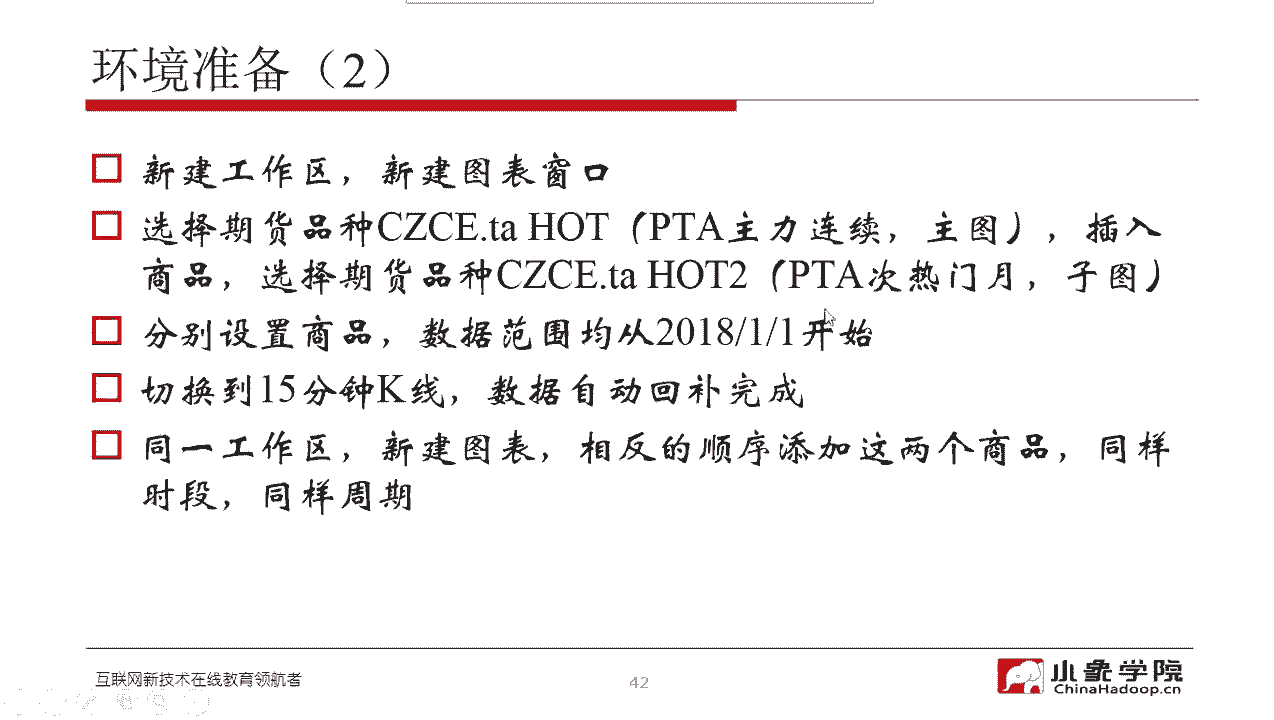 环境准备（2）
新建工作区，新建图表窗口
选择期货品种CZCE.ta HOT（PTA主力连续，主图），插入
商品，选择期货品种CZCE.ta HOT2（PTA次热门月，子图）
分别设置商品，数据范围均从2018/1/1开始
切换到15分钟K线，数据自动回补完成
同一工作区，新建图表，相反的顺序添加这两个商品，同样
时段，同样周期
互联网新技术在线教育领航者
42
小象学院
ChinaHadoop.cn